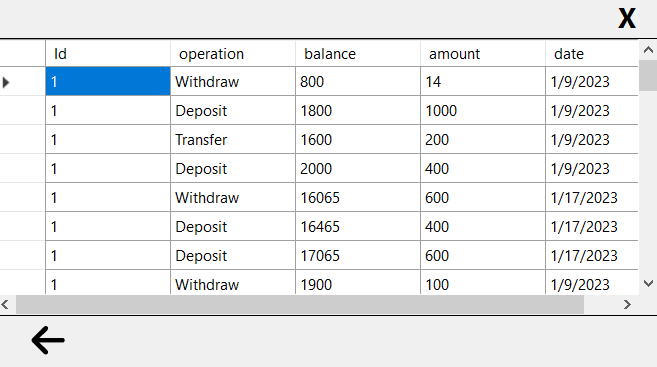 X
Id operation balance amount date
1 Withdraw 800 14 1/9/2023
1 Deposit 1800 1000 1/9/2023
1 Transfer 1600 200 1/9/2023
1 Deposit 2000 400 1/9/2023
1 Withdraw 16065 600 1/17/2023
1 Deposit 16465 400 1/17/2023
1 Deposit 17065 600 1/17/2023
1 Withdraw 1900 100 1/9/2023